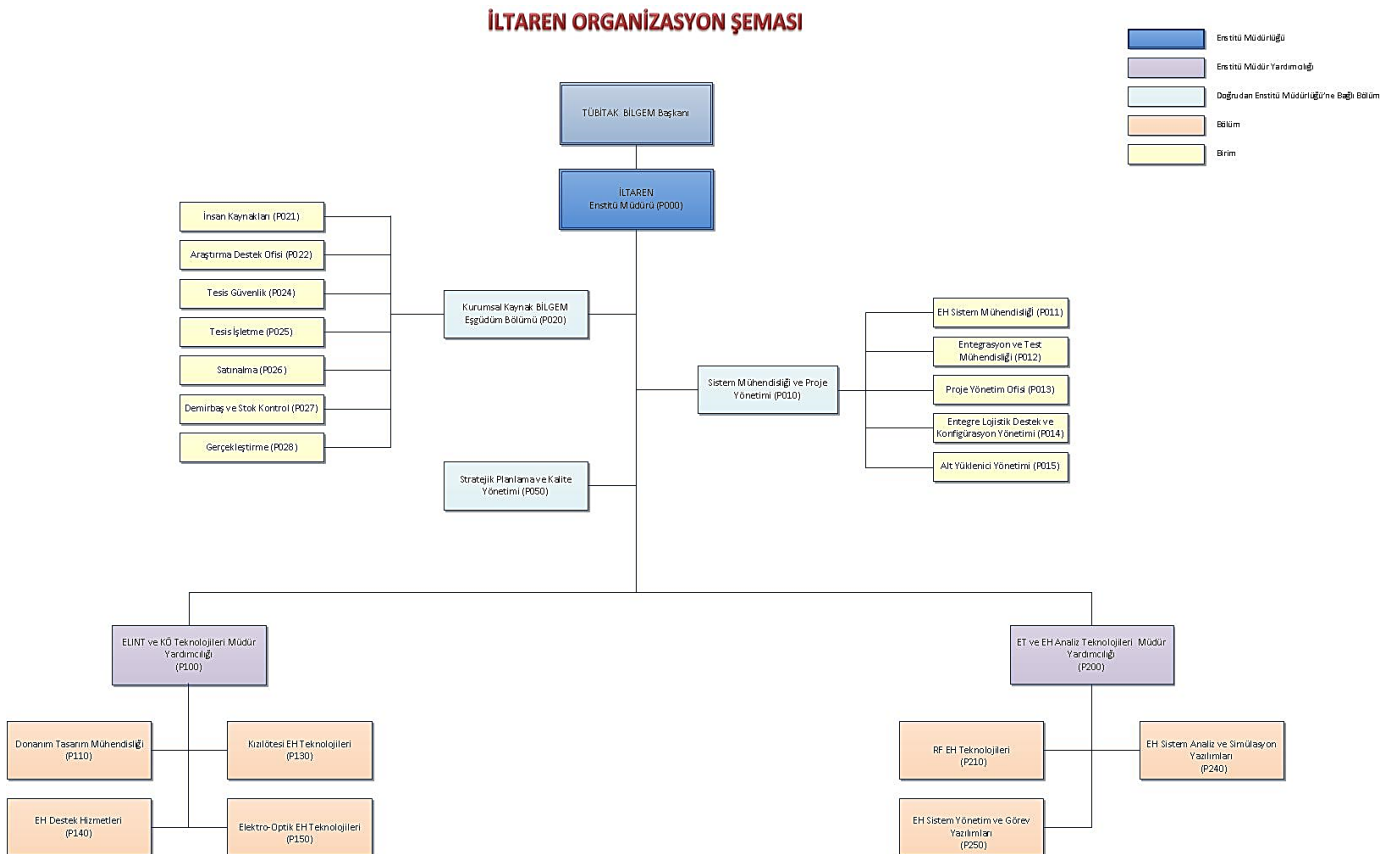 İLTAREN ORGANİZASYON ŞEMASI
Enstitü Müdürlüğü
Enstitü Müdür Yardımcılığı
Doğrudan Enstitü Müdürlüğü'ne Bağlı Bölüm
Bölüm
Birim
TÜBİTAK BİLGEM Başkanı
İLTAREN
Enstitü Müdürü (P000)
İnsan Kaynakları (P021)
Araştırma Destek Ofisi (P022)
Tesis Güvenlik (P024)
Tesis İşletme (P025)
Satınalma (P026)
Demirbaş ve Stok Kontrol (P027)
Gerçekleştirme (P028)
Kurumsal Kaynak BİLGEM
Eşgüdüm Bölümü (P020)
Stratejik Planlama ve Kalite
Yönetimi (P050)
Sistem Mühendisliği ve Proje
Yönetimi (P010)
EH Sistem Mühendisliği (P011)
Entegrasyon ve Test
Mühendisliği (P012)
Proje Yönetim Ofisi (P013)
Entegre Lojistik Destek ve
Konfigürasyon Yönetimi (P014)
Alt Yüklenici Yönetimi (P015)
ELINT ve KÖ Teknolojileri Müdür
Yardımcılığı
(P100)
Donanım Tasarım Mühendisliği
(P110)
Kızılötesi EH Teknolojileri
(P130)
EH Destek Hizmetleri
(P140)
Elektro-Optik EH Teknolojileri
(P150)
ET ve EH Analiz Teknolojileri Müdür
Yardımcılığı
(P200)
RF EH Teknolojileri
(P210)
EH Sistem Analiz ve Simülasyon
Yazılımları
(P240)
EH Sistem Yönetim ve Görev
Yazılımları
(P250)